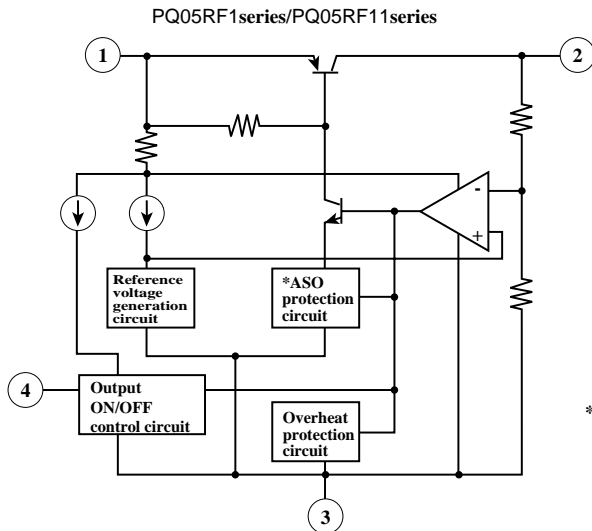 PQ05RF1series/PQ05RF11series
1
2
-
+
Reference
voltage
generation
circuit
*ASO
protection
circuit
4
Output
ON/OFF
control circuit
Overheat
protection
circuit
*
3